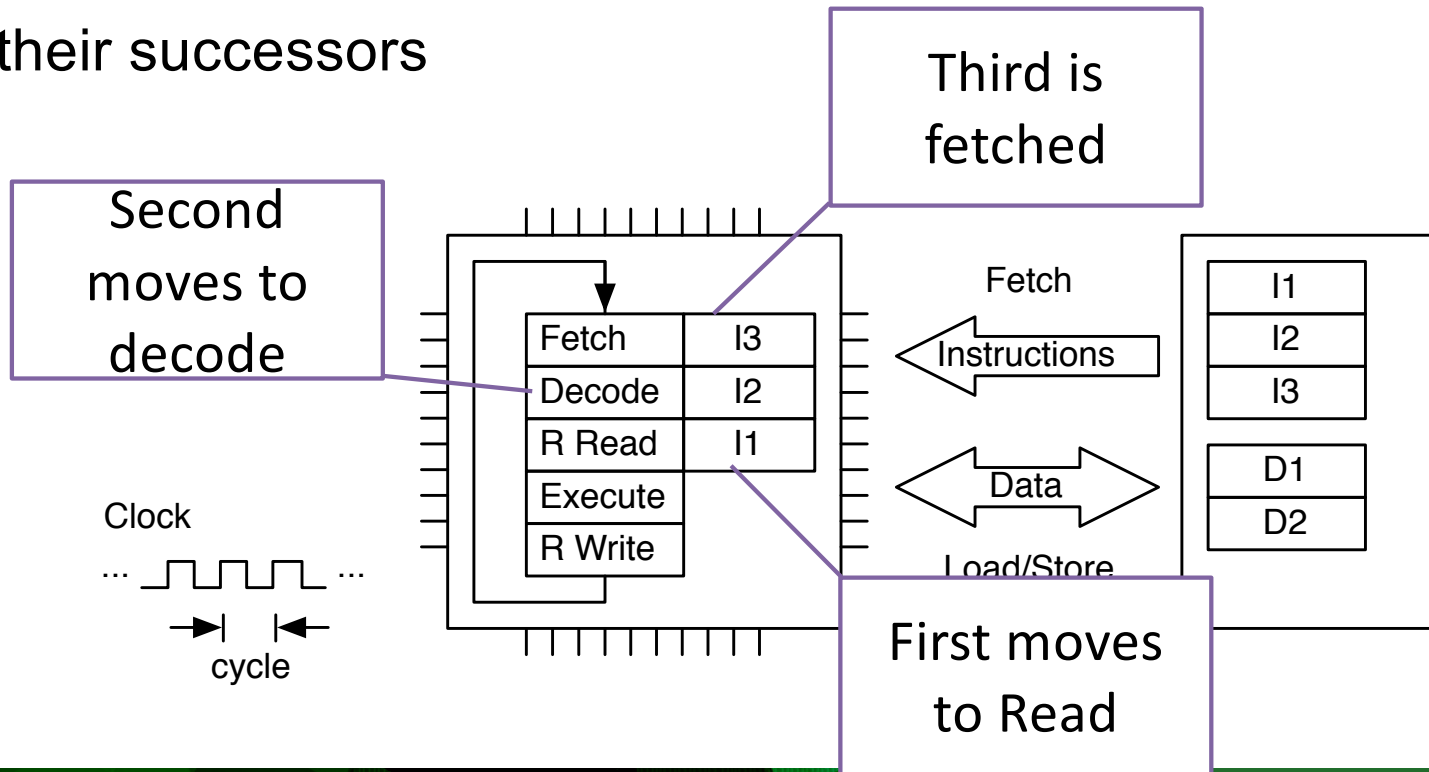 their successors
Third is
fetched
Second
moves to
decode
Fetch
I1
Fetch I3
Instructions
I2
Decode I2
I3
R Read I1
D1
Data
Execute
D2
Clock
R Write
Load/Store
... ...
First moves
cycle
to Read